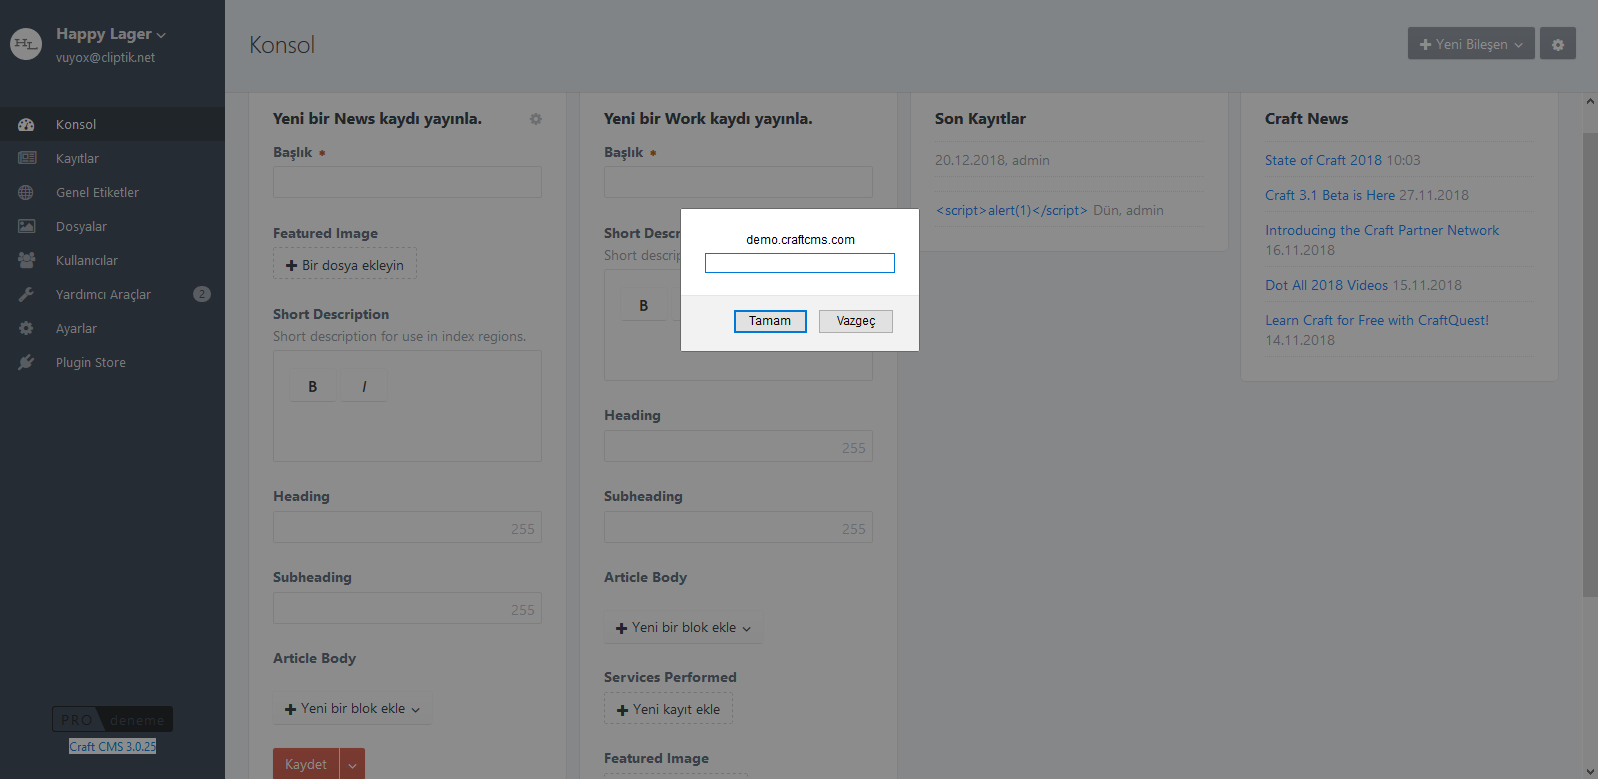 HL
Happy Lager
vuyox@cliptik.net
Konsol
Kayıtlar
Genel Etiketler
Dosyalar
Kullanıcılar
Yardımcı Araçlar 2
Ayarlar
Plugin Store
PRO deneme
Craft CMS 3.0.25
Konsol
Yeni Bileşen
Yeni bir News kaydı yayınla.
Başlık *
Featured Image
Bir dosya ekleyin
Short Description
Short description for use in index regions.
B I
Heading
255
Subheading
255
Article Body
Yeni bir blok ekle
Kaydet
Yeni bir Work kaydı yayınla.
Başlık *
Short Descr
Short descrip
B
Heading
255
Subheading
255
Article Body
Yeni bir blok ekle
Services Performed
Yeni kayıt ekle
Featured Image
demo.craftcms.com
Tamam Vazgeç
Son Kayıtlar
20.12.2018, admin
<script>alert(1)</script> Dün, admin
Craft News
State of Craft 2018 10:03
Craft 3.1 Beta is Here 27.11.2018
Introducing the Craft Partner Network
16.11.2018
Dot All 2018 Videos 15.11.2018
Learn Craft for Free with CraftQuest!
14.11.2018